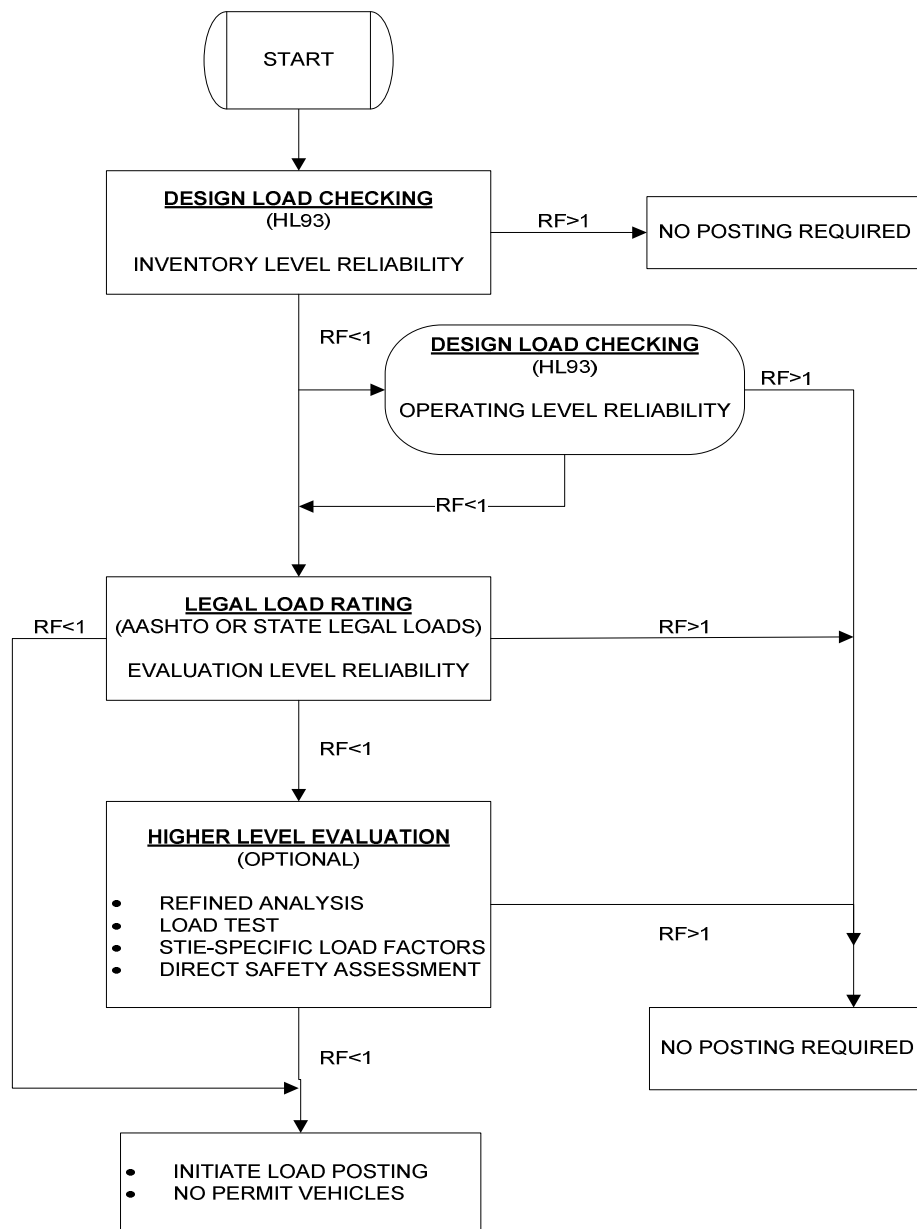 START
DESIGN LOAD CHECKING
(HL93)
INVENTORY LEVEL RELIABILITY
RF>1
NO POSTING REQUIRED
RF<1
DESIGN LOAD CHECKING
(HL93)
OPERATING LEVEL RELIABILITY
RF>1
RF<1
LEGAL LOAD RATING
(AASHTO OR STATE LEGAL LOADS)
EVALUATION LEVEL RELIABILITY
RF<1
RF>1
RF<1
HIGHER LEVEL EVALUATION
(OPTIONAL)
• REFINED ANALYSIS
• LOAD TEST
• STIE-SPECIFIC LOAD FACTORS
• DIRECT SAFETY ASSESSMENT
RF>1
NO POSTING REQUIRED
RF<1
• INITIATE LOAD POSTING
• NO PERMIT VEHICLES